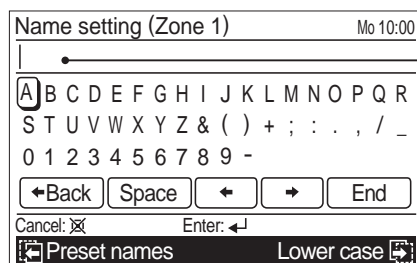 Name setting (Zone 1) Mo 10:00
A B C D E F G H I J K L M N O P Q R
S T U V W X Y Z & ( ) + ; : . , / _
0 1 2 3 4 5 6 7 8 9 -
←Back Space ← → End
Cancel: Enter: ↵
Preset names Lower case